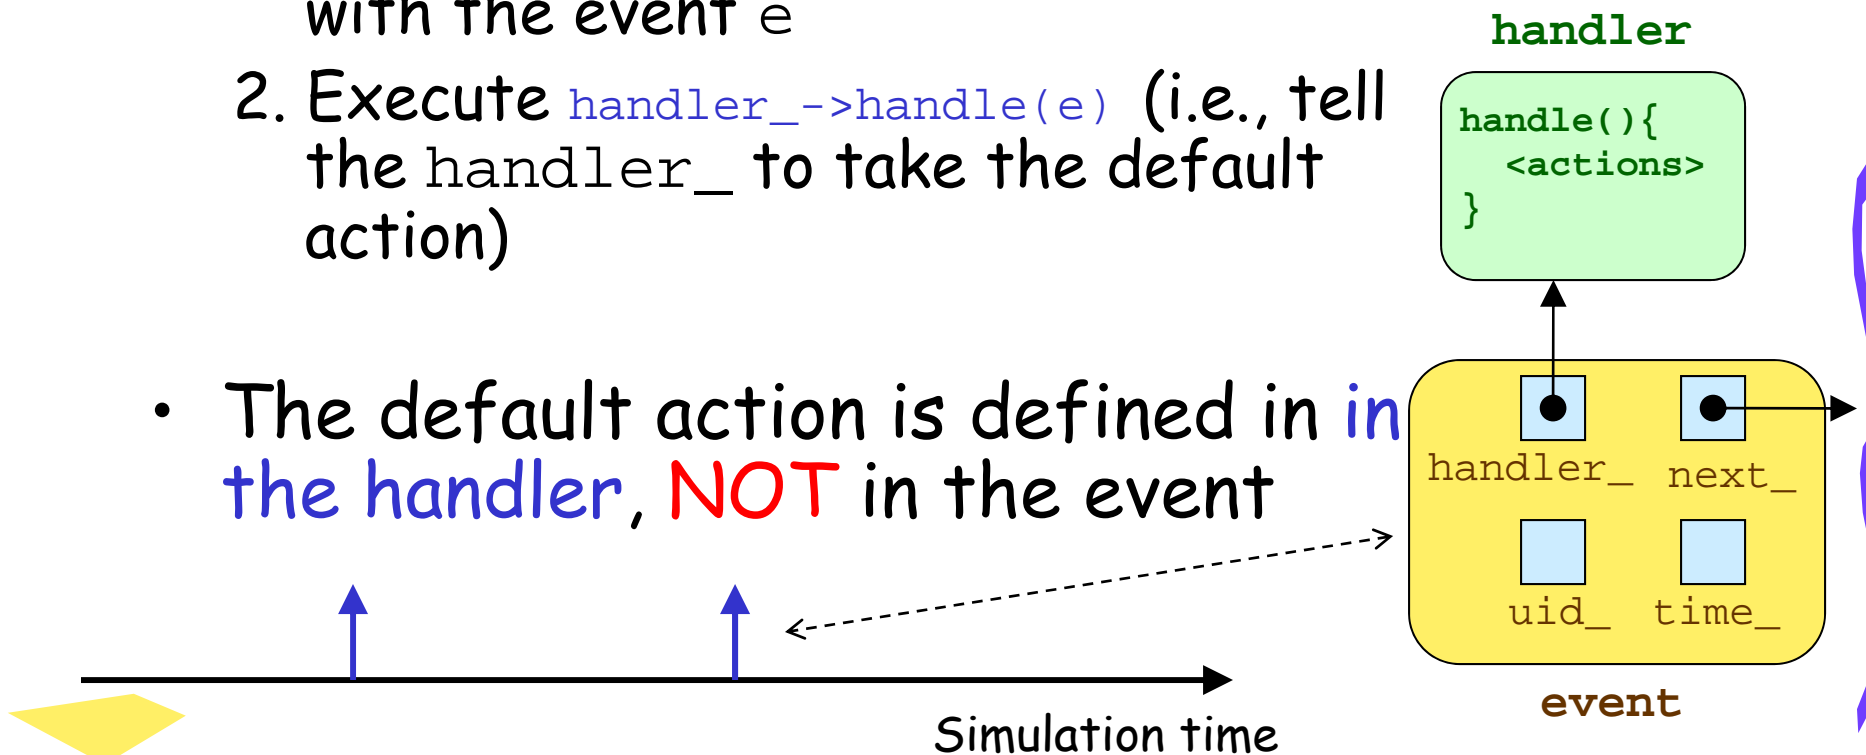 with the event e
2. Execute handler_->handle(e) (i.e., tell
the handler_ to take the default
action)
• The default action is defined in in
the handler, NOT in the event
Simulation time
handler
handle(){
<actions>
}
handler_ next_
uid_ time_
event